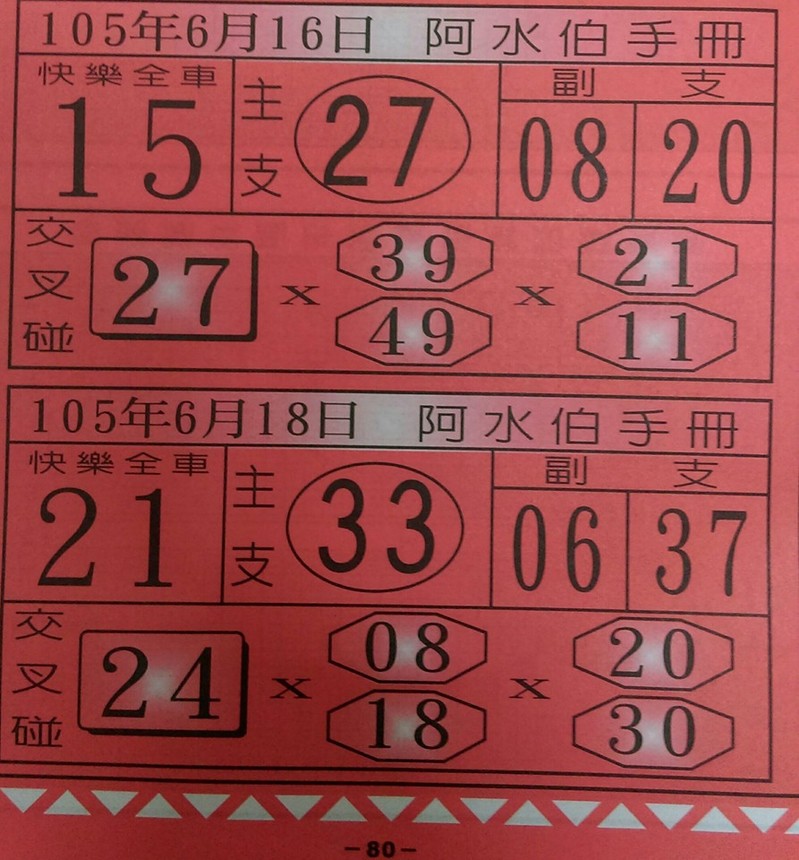 105年6月16日 阿水伯手冊
快樂全車 主支 副支
15 27 08 20
交叉碰 27 x 39 49 x 21 11
105年6月18日 阿水伯手冊
快樂全車 主支 副支
21 33 06 37
交叉碰 24 x 08 18 x 20 30
-80-